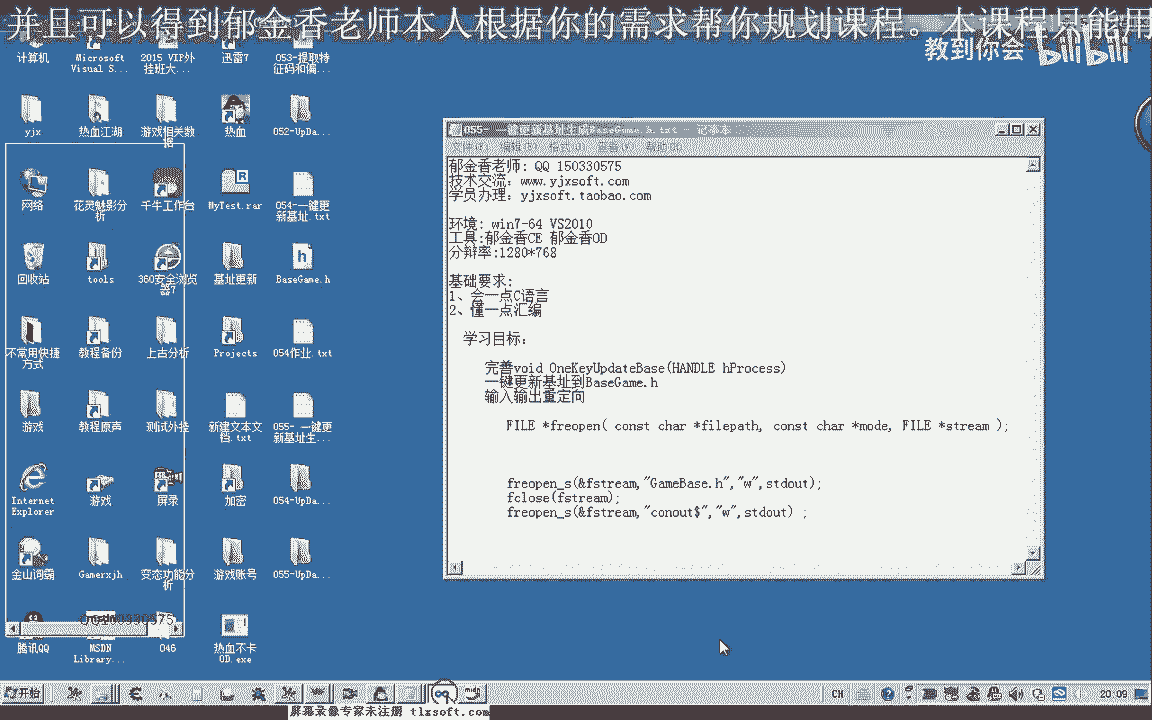 并且可以得到郁金香老师本人根据你的需求帮你规划课程。本课程只能用
教到你会 bilibili
计算机
Microsoft Visual S...
2015 VIP外挂班大...
迅雷7
053-提取特征码和偏...
yjx
热血江湖
游戏相关数据
热血
052-UpDa...
网络
花灵魅影分析
千牛工作台
MyTest.rar
054-一键更新基址.txt
回收站
tools
360安全浏览器7
基址更新
BaseGame.h
不常用快捷方式
教程备份
上古分析
Projects
054作业.txt
游戏
教程原声
测试外挂
新建文本文档.txt
055- 一键更新基址生...
Internet Explorer
游戏
屏录
加密
054-UpDa...
金山词霸
Gamerxjh
变态功能分析
游戏账号
055-UpDa...
腾讯QQ
MSDN Library...
046
热血不卡OD.exe
055- 一键更新基址生成BaseGame.h.txt - 记事本
文件(F) 编辑(E) 格式(O) 查看(V) 帮助(H)
郁金香老师: QQ 150330575
技术交流: www.yjxsoft.com
学员办理: yjxsoft.taobao.com
环境: win7-64 VS2010
工具:郁金香CE 郁金香OD
分辩率:1280*768
基础要求:
1、会一点C语言
2、懂一点汇编
学习目标:
完善void OneKeyUpdateBase(HANDLE hProcess)
一键更新基址到BaseGame.h
输入输出重定向
FILE *freopen( const char *filepath, const char *mode, FILE *stream );
freopen_s(&fstream,"GameBase.h","w",stdout);
fclose(fstream);
freopen_s(&fstream,"conout$","w",stdout) ;
开始
CH
20:09
屏幕录像专家未注册 tlxsoft.com